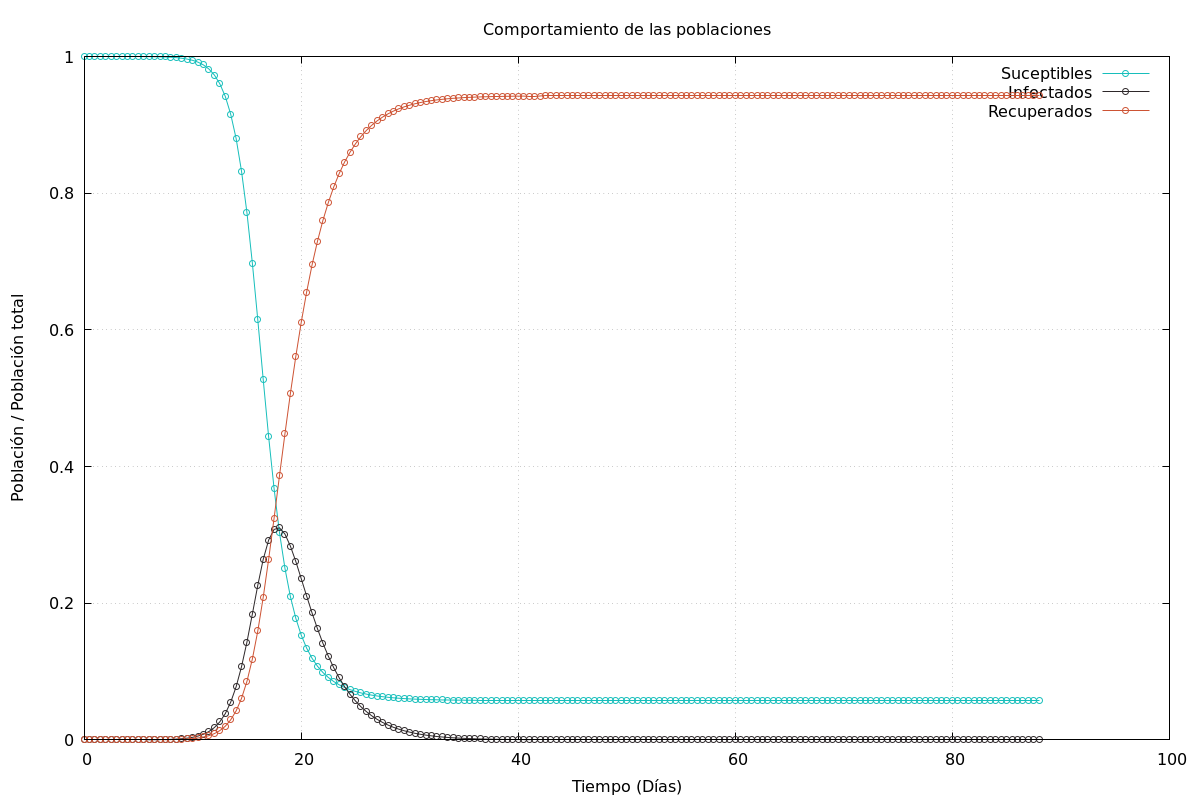 Comportamiento de las poblaciones
Suceptibles
Infectados
Recuperados
1
0.8
0.6
0.4
0.2
0
0 20 40 60 80 100
Población / Población total
Tiempo (Días)